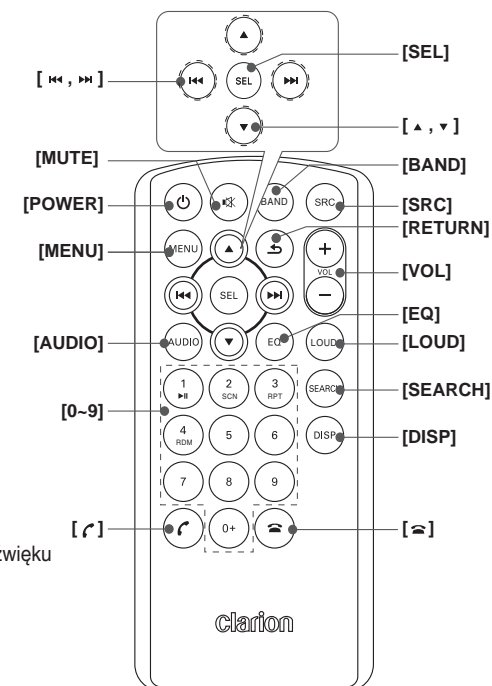 SEL
[SEL]
[ ⏮ , ⏭ ]
[ ▲ , ▼ ]
[MUTE]
[BAND]
[POWER]
BAND
SRC
[SRC]
[RETURN]
[MENU]
MENU
+
VOL
−
[VOL]
SEL
[EQ]
[AUDIO]
AUDIO
EQ
LOUD
[LOUD]
1
2
3
▶II
SCN
RPT
SEARCH
[SEARCH]
[0~9]
4
5
6
RDM
DISP
[DISP]
7
8
9
[ ✆ ]
0+
[ ☎ ]
clarion